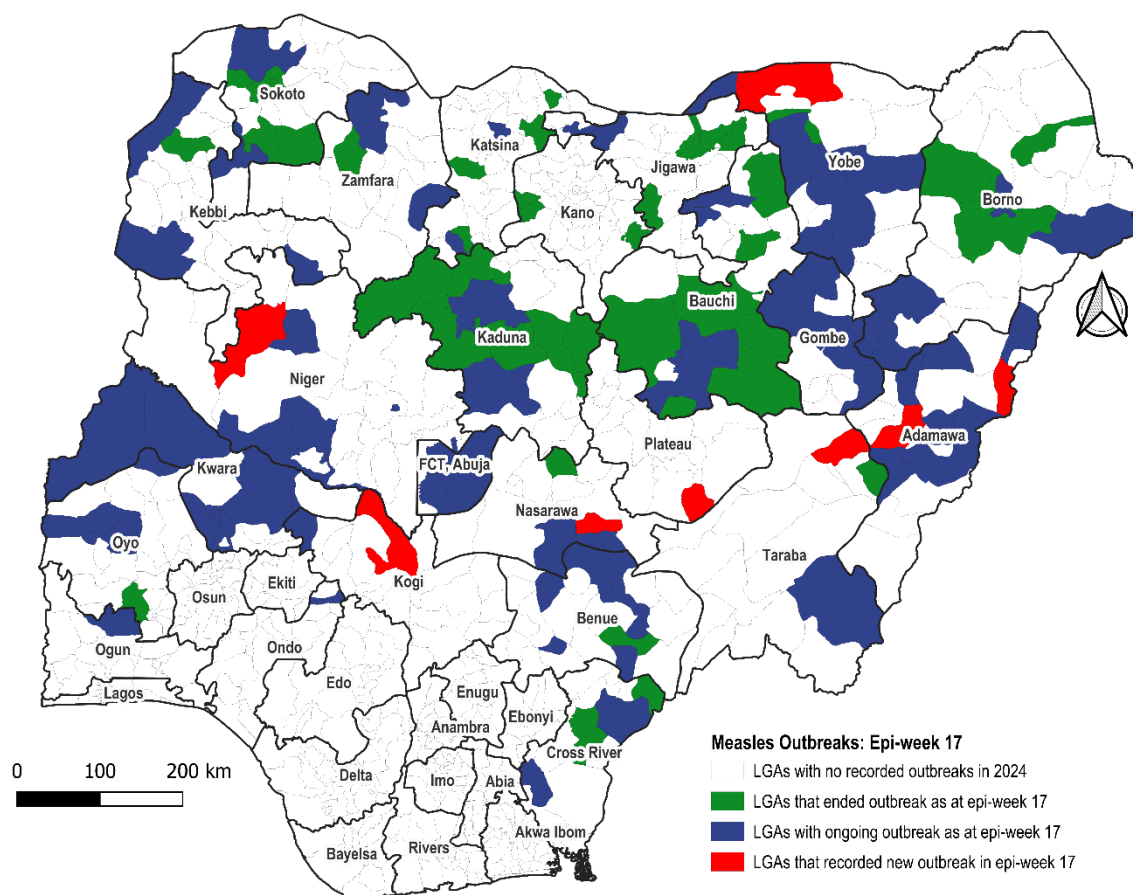 Sokoto
Katsina
Jigawa
Yobe
Borno
Zamfara
Kebbi
Kano
Bauchi
Kaduna
Gombe
Niger
Adamawa
Plateau
FCT, Abuja
Kwara
Nasarawa
Oyo
Taraba
Kogi
Ekiti
Osun
Benue
Ogun
Ondo
Edo
Lagos
Enugu
Anambra
Ebonyi
Cross River
Delta
Imo
Abia
Akwa Ibom
Bayelsa
Rivers
0 100 200 km
Measles Outbreaks: Epi-week 17
LGAs with no recorded outbreaks in 2024
LGAs that ended outbreak as at epi-week 17
LGAs with ongoing outbreak as at epi-week 17
LGAs that recorded new outbreak in epi-week 17